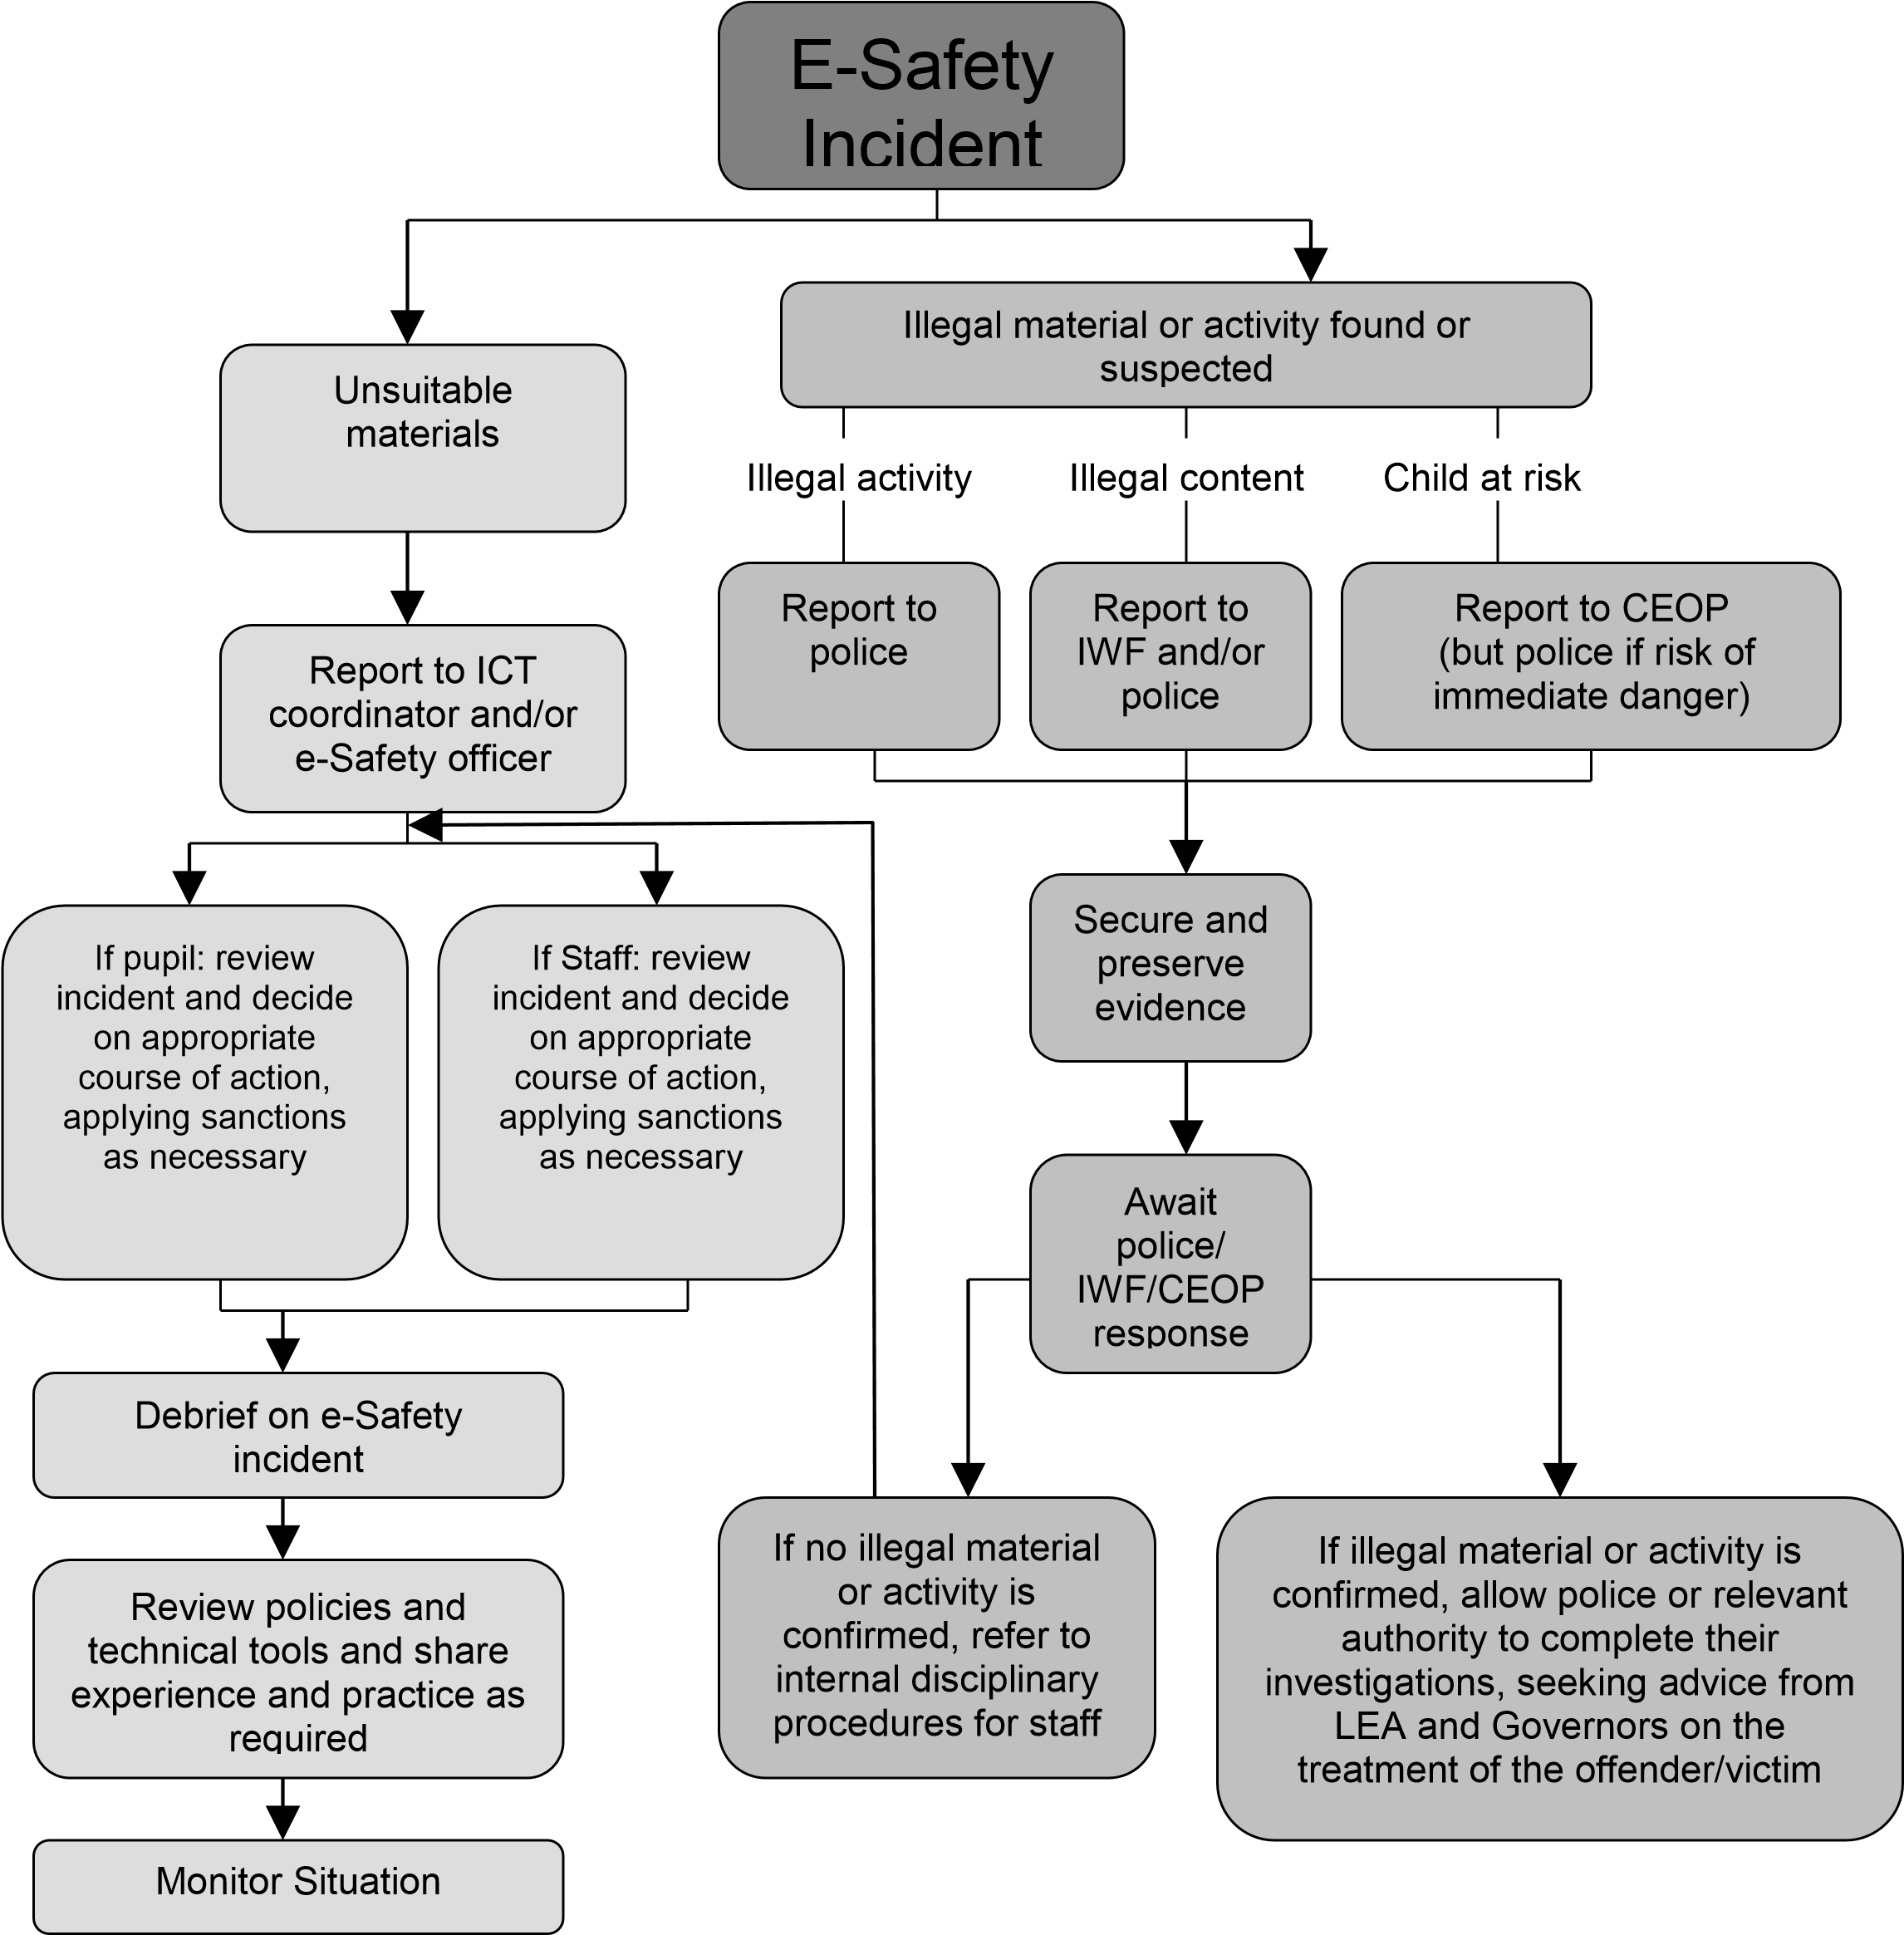 E-Safety
Incident
Unsuitable
materials
Illegal material or activity found or
suspected
Illegal activity
Illegal content
Child at risk
Report to ICT
coordinator and/or
e-Safety officer
Report to
police
Report to
IWF and/or
police
Report to CEOP
(but police if risk of
immediate danger)
If pupil: review
incident and decide
on appropriate
course of action,
applying sanctions
as necessary
If Staff: review
incident and decide
on appropriate
course of action,
applying sanctions
as necessary
Secure and
preserve
evidence
Await
police/
IWF/CEOP
response
Debrief on e-Safety
incident
Review policies and
technical tools and share
experience and practice as
required
Monitor Situation
If no illegal material
or activity is
confirmed, refer to
internal disciplinary
procedures for staff
If illegal material or activity is
confirmed, allow police or relevant
authority to complete their
investigations, seeking advice from
LEA and Governors on the
treatment of the offender/victim